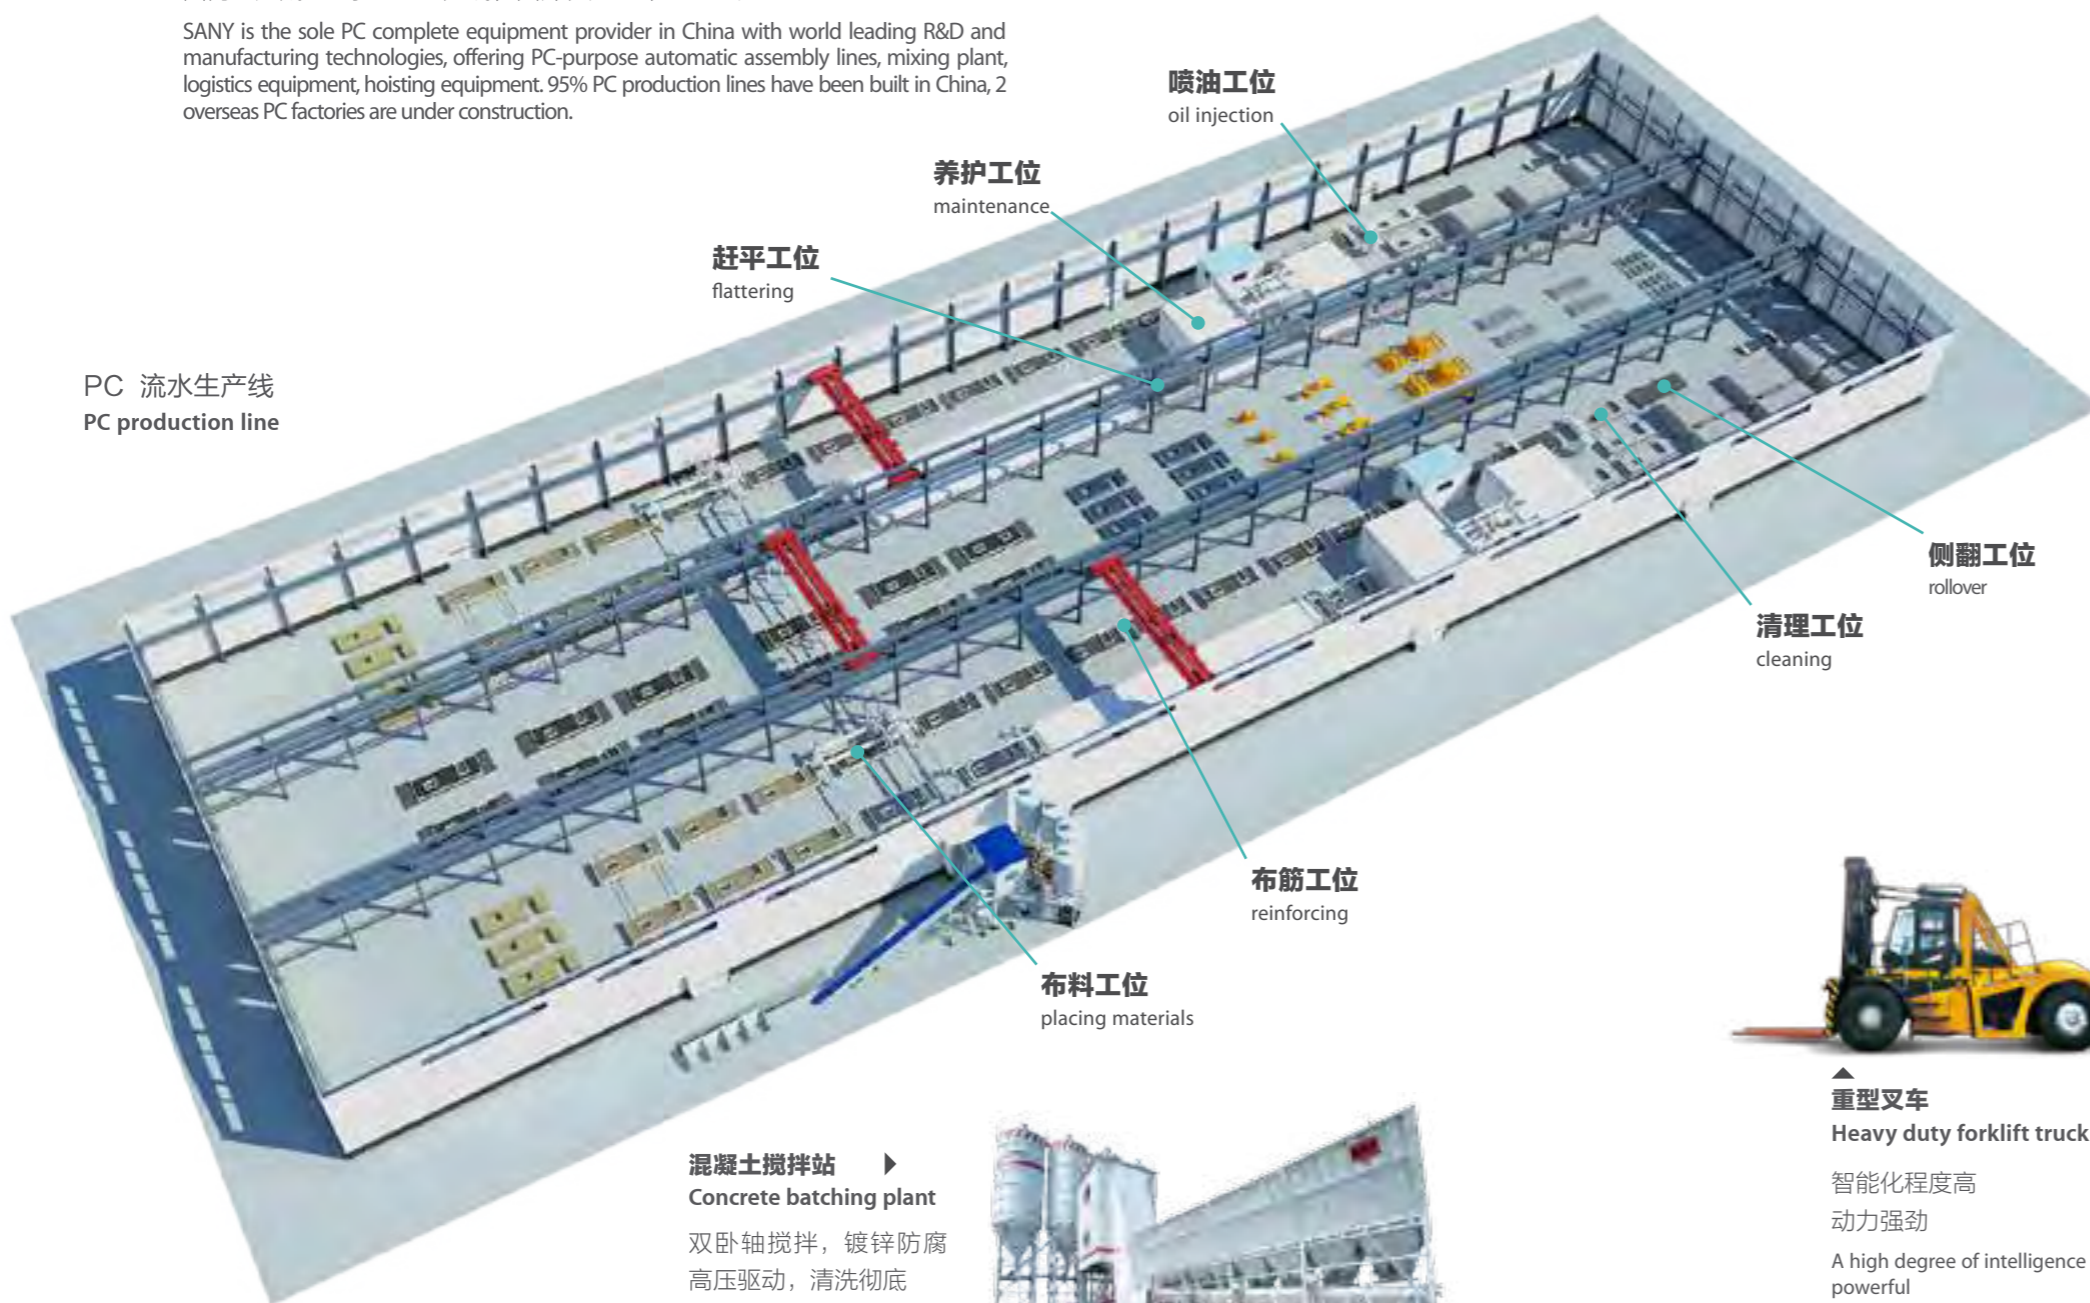 SANY is the sole PC complete equipment provider in China with world leading R&D and
manufacturing technologies, offering PC-purpose automatic assembly lines, mixing plant,
logistics equipment, hoisting equipment. 95% PC production lines have been built in China, 2
overseas PC factories are under construction.
喷油工位
oil injection
养护工位
maintenance
赶平工位
flattering
PC 流水生产线
PC production line
侧翻工位
rollover
清理工位
cleaning
布筋工位
reinforcing
布料工位
placing materials
混凝土搅拌站
Concrete batching plant
双卧轴搅拌，镀锌防腐
高压驱动，清洗彻底
重型叉车
Heavy duty forklift truck
智能化程度高
动力强劲
A high degree of intelligence
powerful